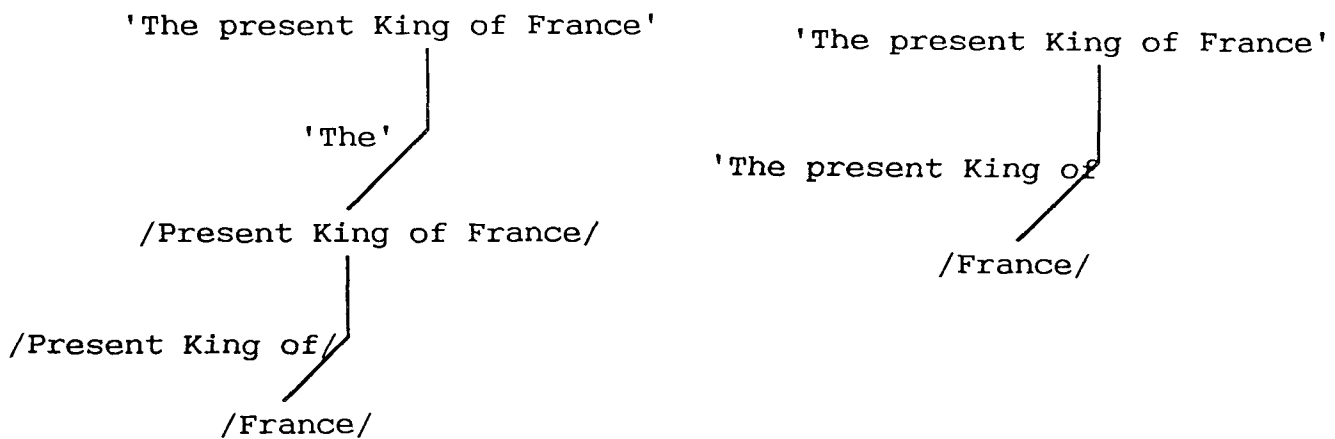 'The present King of France'
'The'
/Present King of France/
/Present King of/
/France/
'The present King of France'
'The present King of
/France/